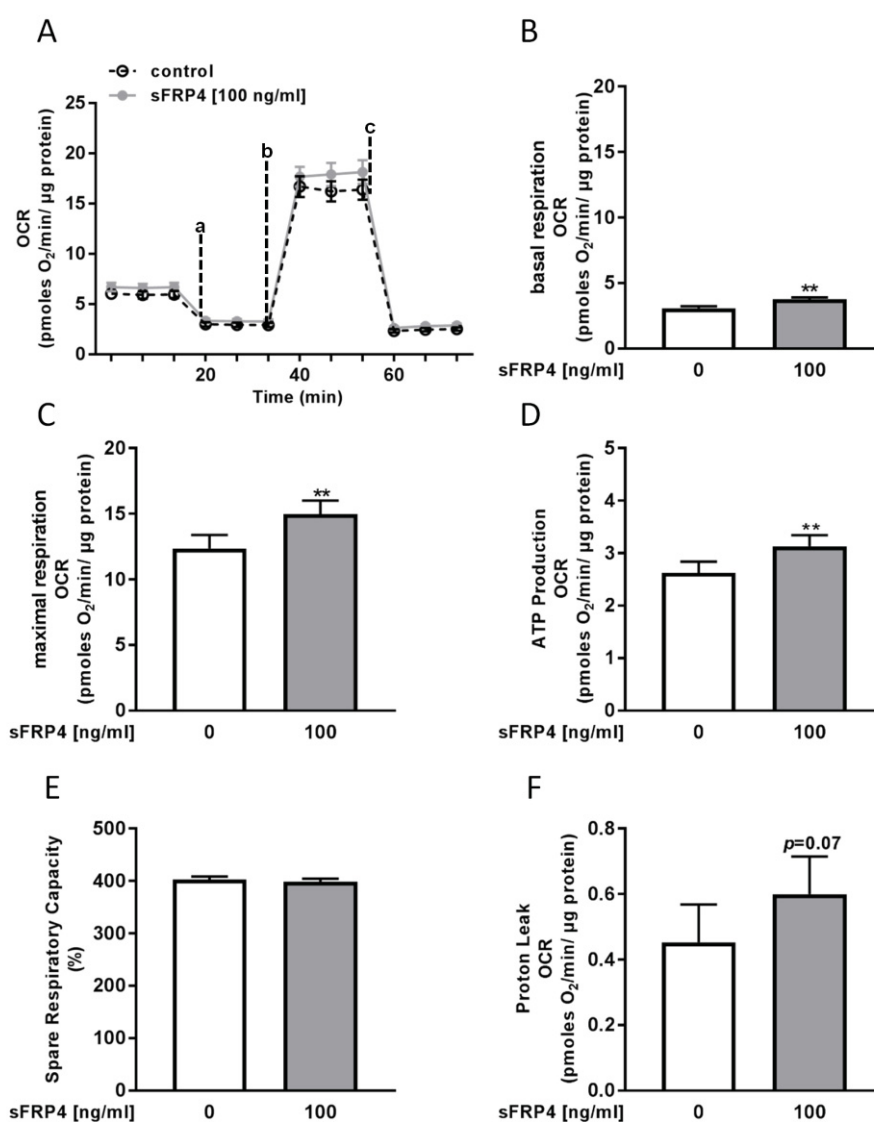 A
control
sFRP4 [100 ng/ml]
OCR
(pmoles O₂/min/ µg protein)
25
20
15
10
5
0
a
b
c
20
40
60
Time (min)
B
basal respiration
OCR
(pmoles O₂/min/ µg protein)
20
15
10
5
0
**
sFRP4 [ng/ml]
0
100
C
maximal respiration
OCR
(pmoles O₂/min/ µg protein)
20
15
10
5
0
**
sFRP4 [ng/ml]
0
100
D
ATP Production
OCR
(pmoles O₂/min/ µg protein)
5
4
3
2
1
0
**
sFRP4 [ng/ml]
0
100
E
Spare Respiratory Capacity
(%)
500
400
300
200
100
0
sFRP4 [ng/ml]
0
100
F
Proton Leak
OCR
(pmoles O₂/min/ µg protein)
0.8
0.6
0.4
0.2
0.0
p=0.07
sFRP4 [ng/ml]
0
100